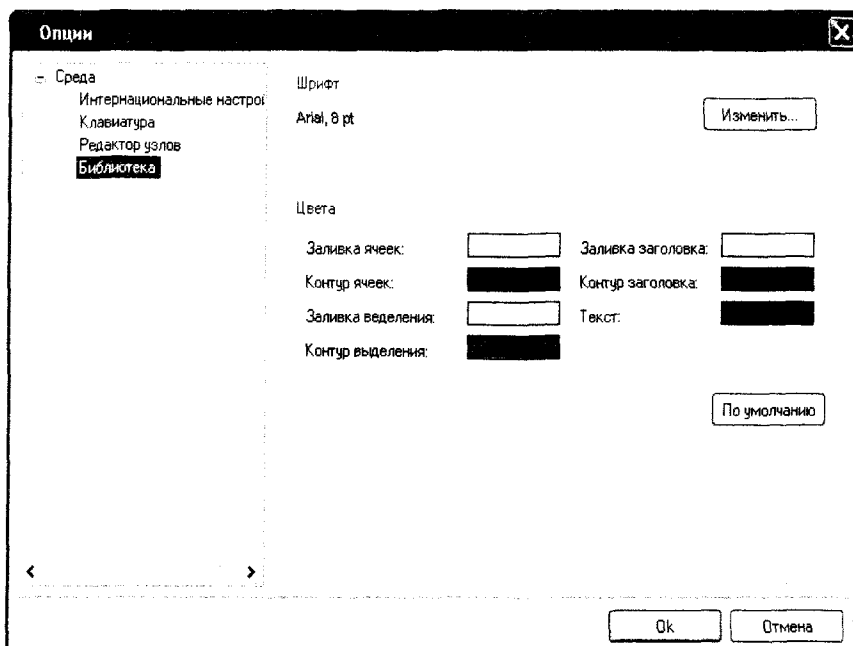 Опции
Среда
Интернациональные настрой
Клавиатура
Редактор узлов
Библиотека
Шрифт
Arial, 8 pt
Изменить...
Цвета
Заливка ячеек:
Заливка заголовка:
Контур ячеек:
Контур заголовка:
Заливка веделения:
Текст:
Контур выделения:
По умолчанию
Ok
Отмена